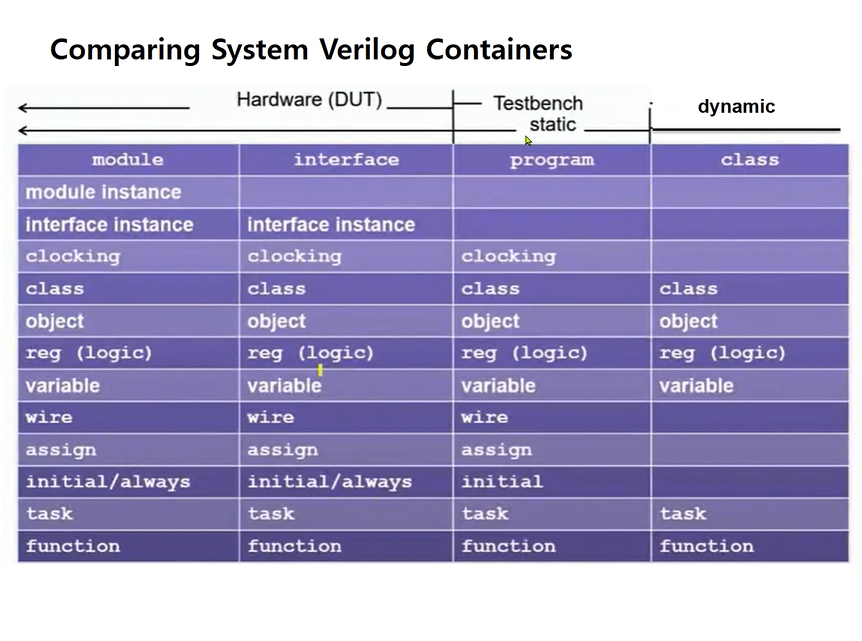 Comparing System Verilog Containers
Hardware (DUT) Testbench dynamic
static
module interface program class
module instance
interface instance interface instance
clocking clocking clocking
class class class class
object object object object
reg (logic) reg (logic) reg (logic) reg (logic)
variable variable variable variable
wire wire wire
assign assign assign
initial/always initial/always initial
task task task task
function function function function